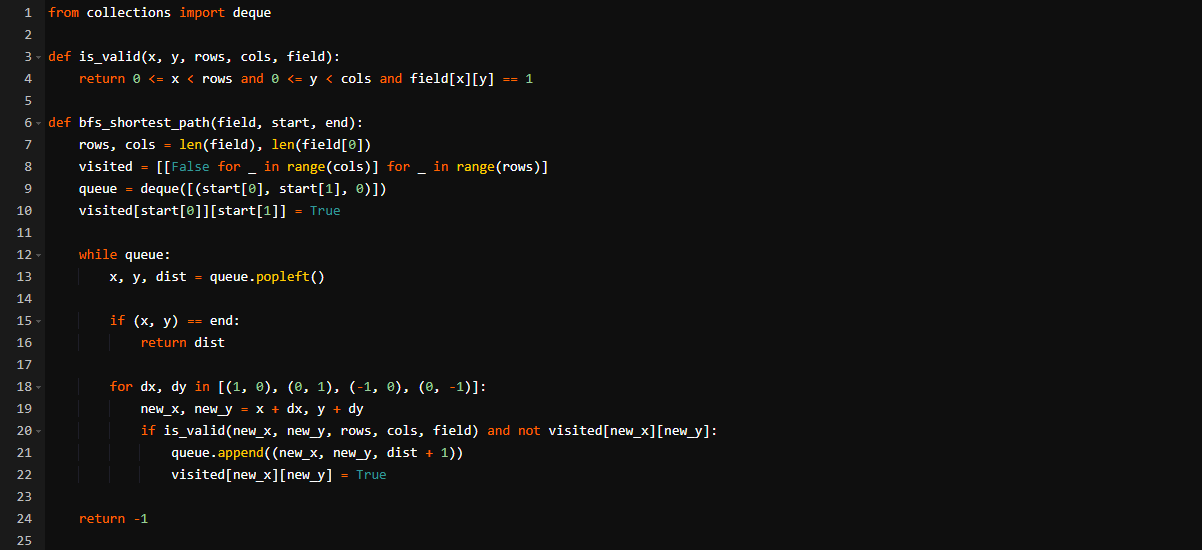 1 from collections import deque
2
3 def is_valid(x, y, rows, cols, field):
4     return 0 <= x < rows and 0 <= y < cols and field[x][y] == 1
5
6 def bfs_shortest_path(field, start, end):
7     rows, cols = len(field), len(field[0])
8     visited = [[False for _ in range(cols)] for _ in range(rows)]
9     queue = deque([(start[0], start[1], 0)])
10     visited[start[0]][start[1]] = True
11
12     while queue:
13         x, y, dist = queue.popleft()
14
15         if (x, y) == end:
16             return dist
17
18         for dx, dy in [(1, 0), (0, 1), (-1, 0), (0, -1)]:
19             new_x, new_y = x + dx, y + dy
20             if is_valid(new_x, new_y, rows, cols, field) and not visited[new_x][new_y]:
21                 queue.append((new_x, new_y, dist + 1))
22                 visited[new_x][new_y] = True
23
24     return -1
25